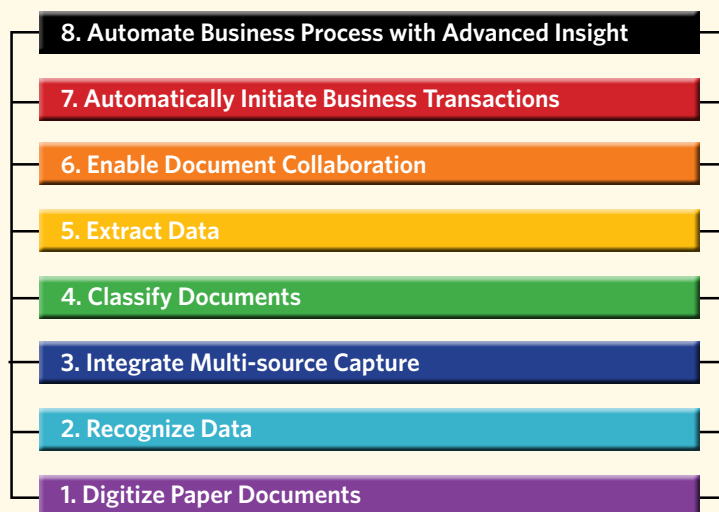 8. Automate Business Process with Advanced Insight
7. Automatically Initiate Business Transactions
6. Enable Document Collaboration
5. Extract Data
4. Classify Documents
3. Integrate Multi-source Capture
2. Recognize Data
1. Digitize Paper Documents